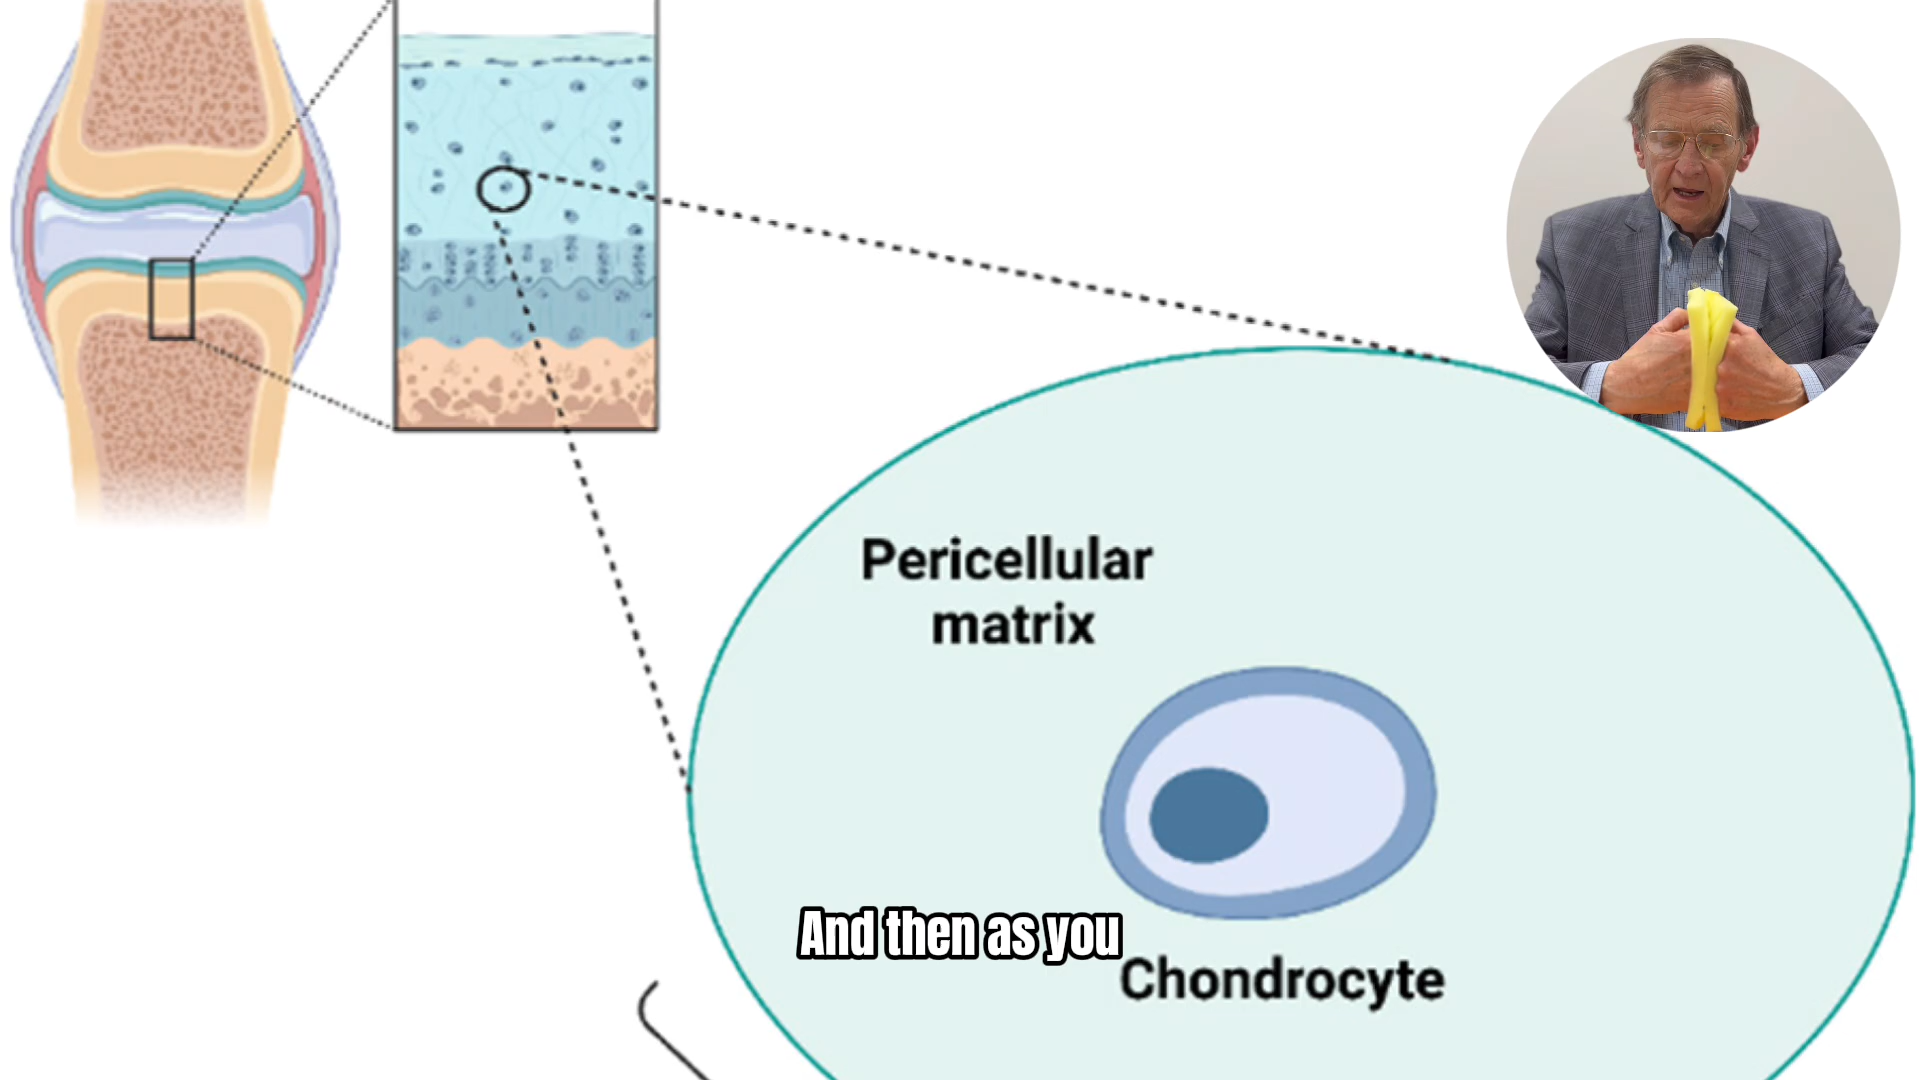 Pericellular
matrix
And then as you
Chondrocyte